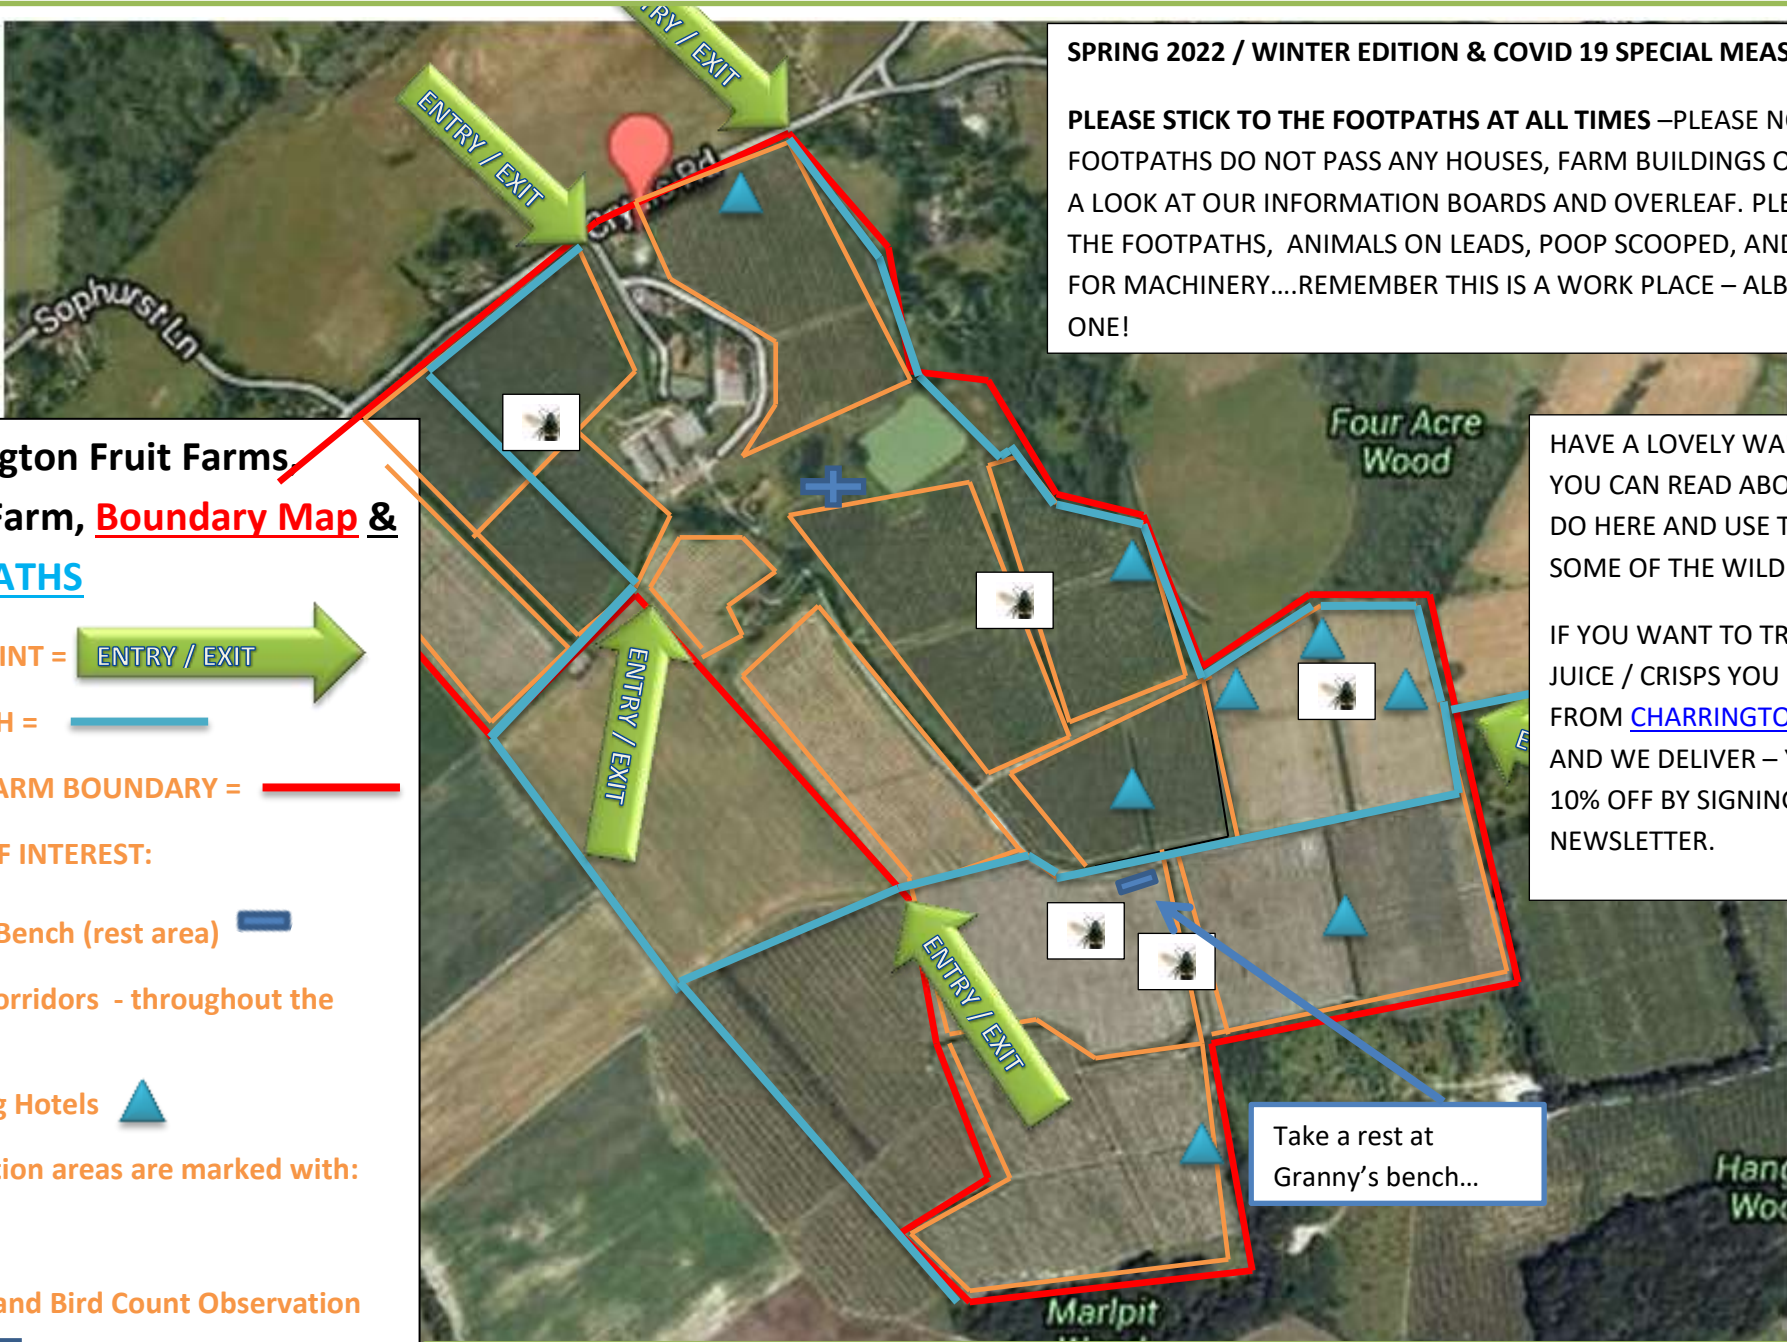 SPRING 2022 / WINTER EDITION & COVID 19 SPECIAL MEAS
PLEASE STICK TO THE FOOTPATHS AT ALL TIMES –PLEASE NO
FOOTPATHS DO NOT PASS ANY HOUSES, FARM BUILDINGS O
A LOOK AT OUR INFORMATION BOARDS AND OVERLEAF. PLE
THE FOOTPATHS, ANIMALS ON LEADS, POOP SCOOPED, AND
FOR MACHINERY....REMEMBER THIS IS A WORK PLACE – ALB
ONE!
TRY / EXIT
ENTRY / EXIT
Rd
Sophurst Ln
Four Acre
Wood
HAVE A LOVELY WA
YOU CAN READ ABO
DO HERE AND USE T
SOME OF THE WILD
IF YOU WANT TO TR
JUICE / CRISPS YOU
FROM CHARRINGTO
AND WE DELIVER – Y
10% OFF BY SIGNING
NEWSLETTER.
gton Fruit Farms,
Farm, Boundary Map &
ATHS
INT = ENTRY / EXIT
H =
ARM BOUNDARY =
F INTEREST:
Bench (rest area)
orridors - throughout the
g Hotels
tion areas are marked with:
and Bird Count Observation
ENTRY / EXIT
E
ENTRY / EXIT
Take a rest at
Granny's bench...
Hang
Woo
Marlpit